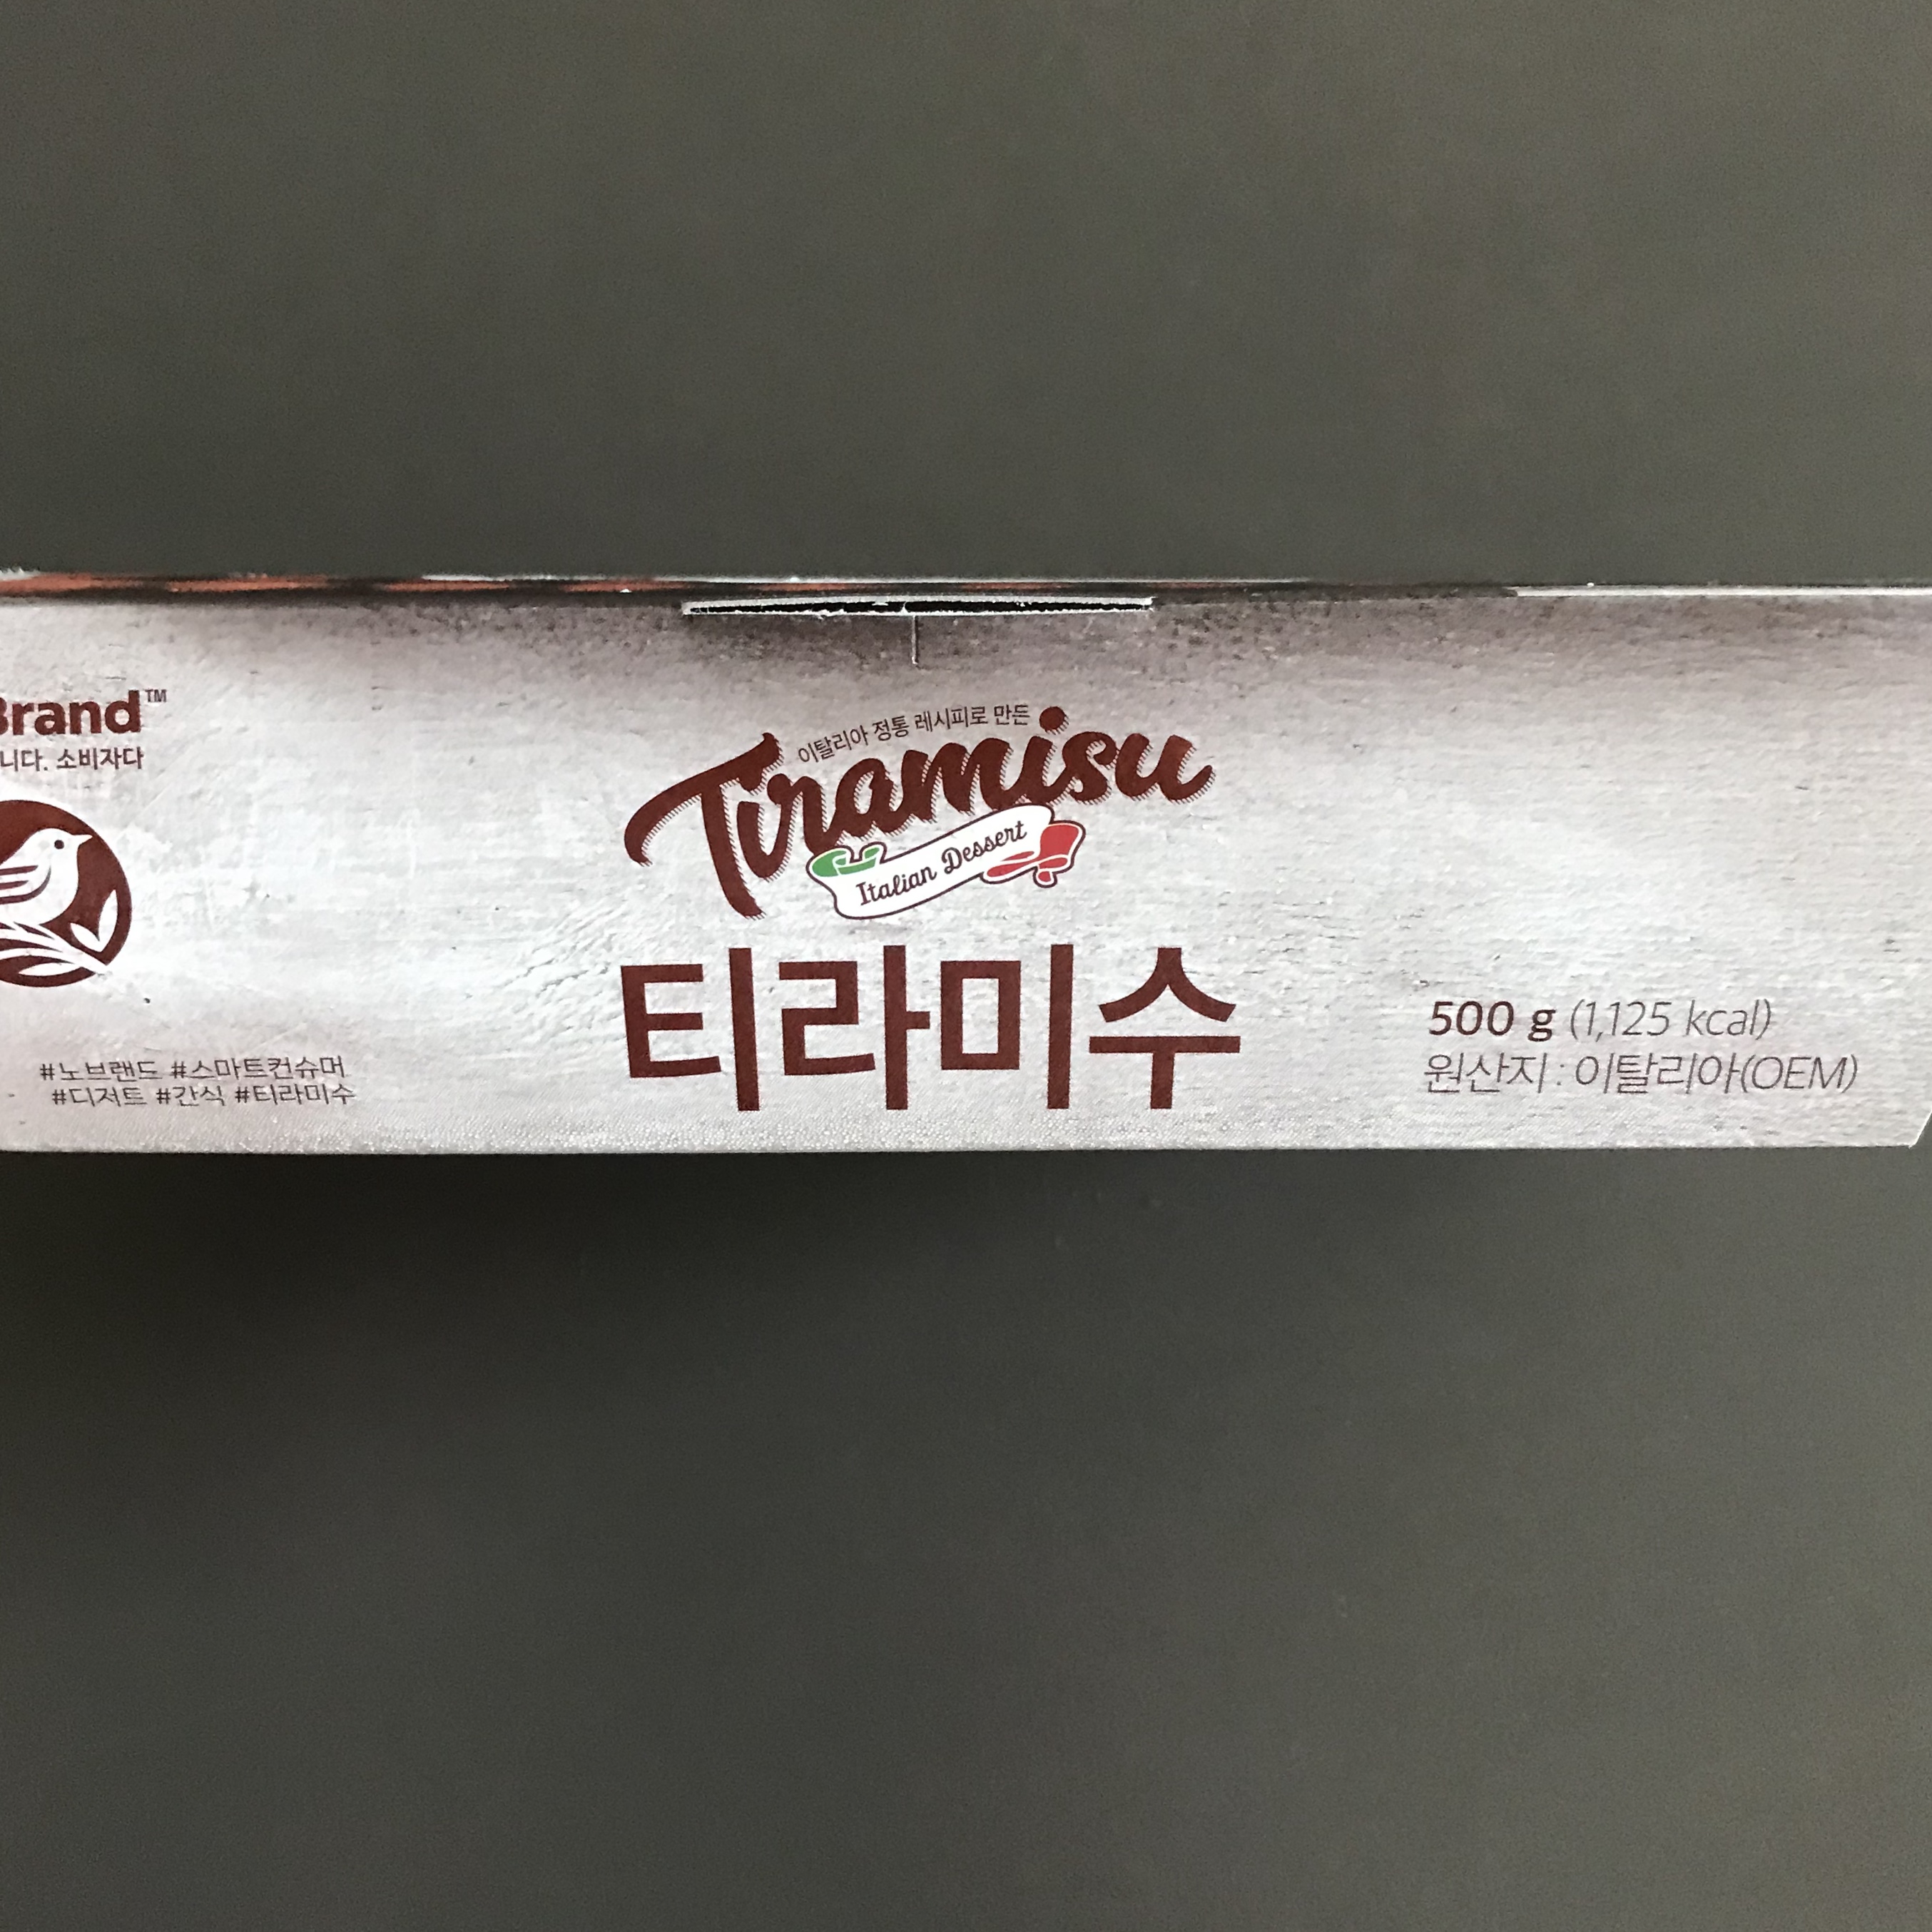 Brand™
니다. 소비자다
#노브랜드 #스마트컨슈머
#디저트 #간식 #티라미수
이탈리아 정통 레시피로 만든
Tiramisu
Italian Dessert
티라미수
500 g (1,125 kcal)
원산지 : 이탈리아(OEM)